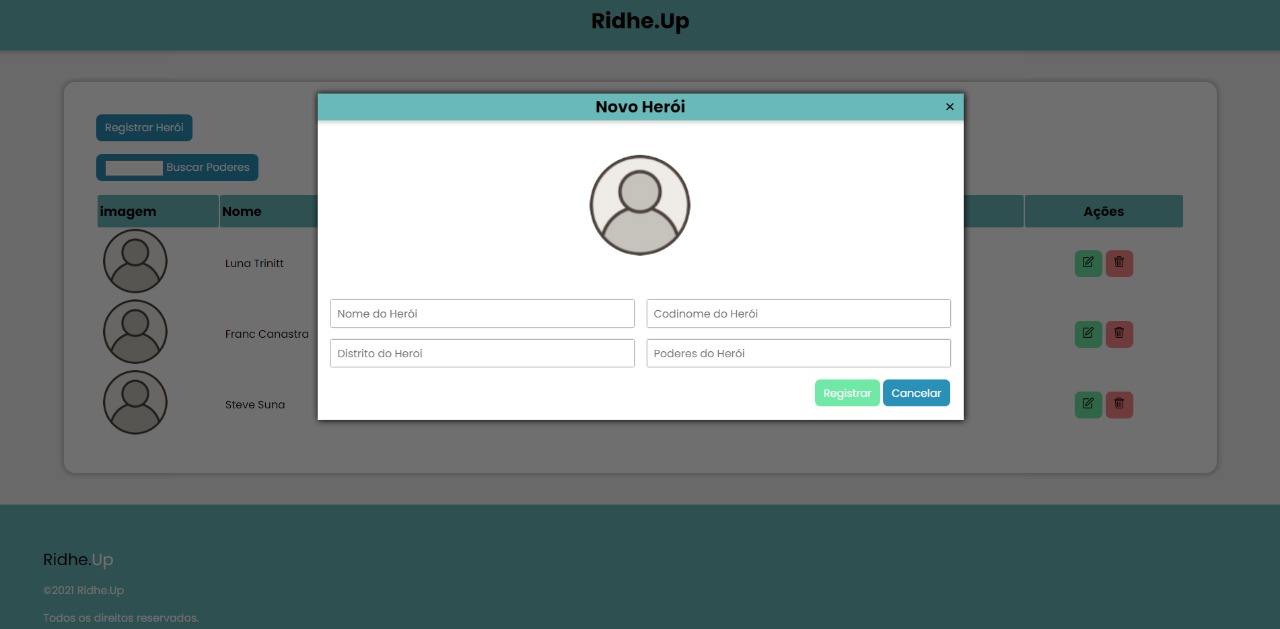 Ridhe.Up
Novo Herói ×
Registrar Herói
Buscar Poderes
imagem Nome Ações
Luna Trinitt
Franc Canastra
Steve Suna
Nome do Herói Codinome do Herói
Distrito do Heroi Poderes do Herói
Registrar Cancelar
Ridhe.Up
©2021 Ridhe.Up
Todos os direitos reservados.